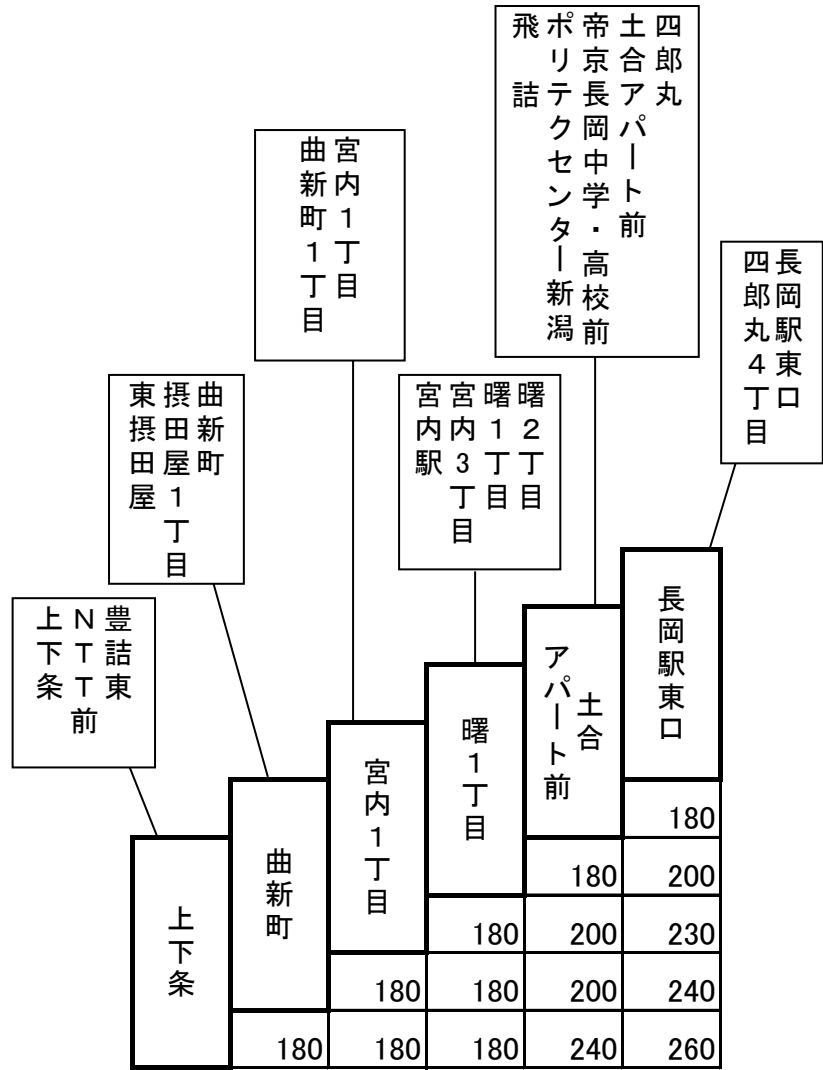 四郎丸
土合アパート前
帝京長岡中学・高校前
ポリテクセンター新潟
飛詰
宮内1丁目
曲新町1丁目
長岡駅東口
四郎丸4丁目
曲新町
摂田屋1丁目
東摂田屋
曙2丁目
曙1丁目
宮内3丁目
宮内駅
豊詰東
NTT前
上下条
長岡駅東口
土合
アパート前
曙1丁目
宮内1丁目
曲新町
上下条
180
180 200
180 200 230
180 180 200 240
180 180 180 240 260